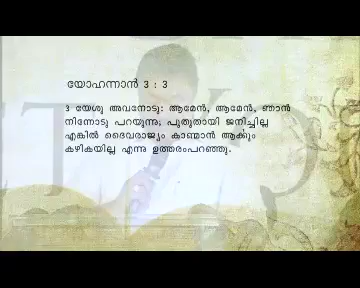 യോഹന്നാൻ 3 : 3
3 യേശു അവനോടു: ആമേൻ, ആമേൻ, ഞാൻ
നിന്നോടു പറയുന്നു; പുതുതായി ജനിച്ചില്ല
എങ്കിൽ ദൈവരാജ്യം കാണ്മാൻ ആർക്കും
കഴികയില്ല എന്നു ഉത്തരംപറഞ്ഞു.